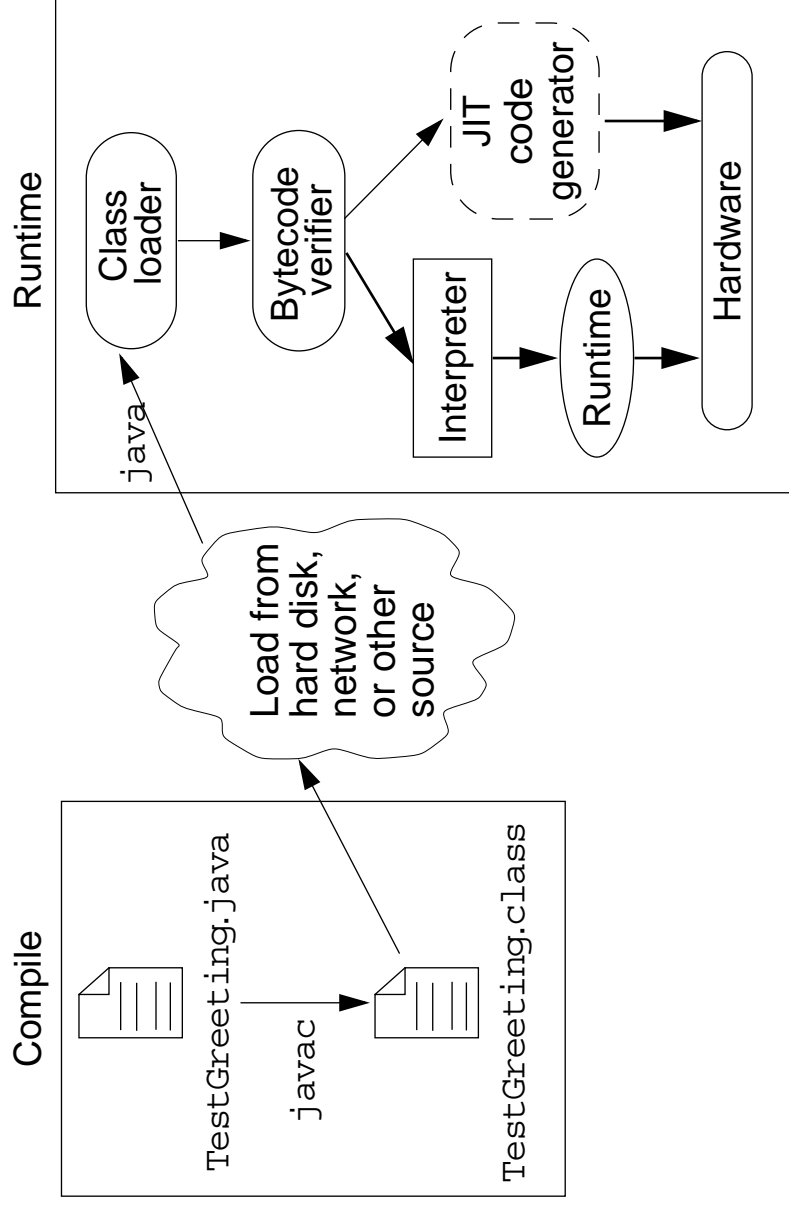 Compile
TestGreeting.java
javac
TestGreeting.class
Load from
hard disk,
network,
or other
source
Runtime
java
Class
loader
Bytecode
verifier
Interpreter
JIT
code
generator
Runtime
Hardware